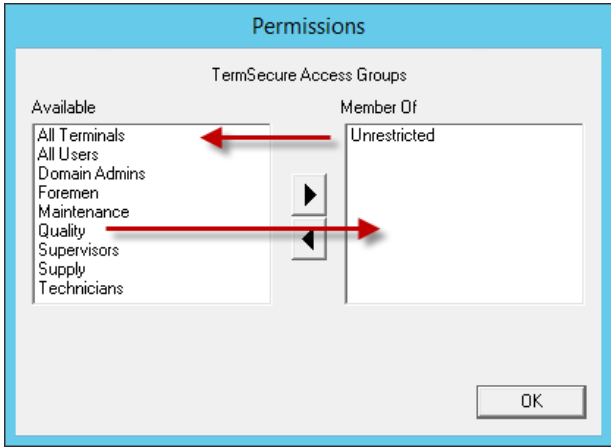 Permissions
TermSecure Access Groups
Available
Member Of
All Terminals
All Users
Domain Admins
Foremen
Maintenance
Quality
Supervisors
Supply
Technicians
Unrestricted
OK